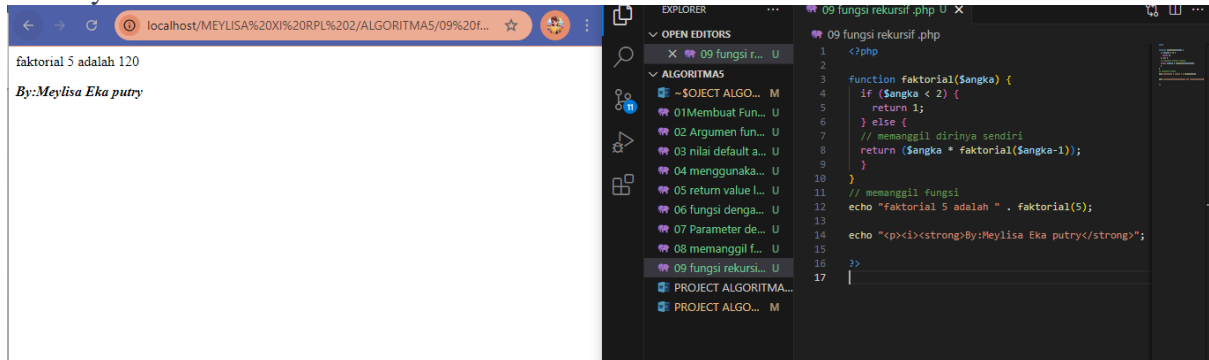 localhost/MEYLISA%20XI%20RPL%202/ALGORITMA5/09%20f...
faktorial 5 adalah 120
By:Meylisa Eka putry
EXPLORER
OPEN EDITORS
09 fungsi r... U
ALGORITMA5
~$OJECT ALGO... M
01Membuat Fun... U
02 Argumen fun... U
03 nilai default a... U
04 menggunaka... U
05 return value l... U
06 fungsi denga... U
07 Parameter de... U
08 memanggil f... U
09 fungsi rekursi... U
PROJECT ALGORITMA...
PROJECT ALGO... M
11
09 fungsi rekursif .php U
09 fungsi rekursif .php
1 <?php
2
3 function faktorial($angka) {
4 if ($angka < 2) {
5 return 1;
6 } else {
7 // memanggil dirinya sendiri
8 return ($angka * faktorial($angka-1));
9 }
10 }
11 // memanggil fungsi
12 echo "faktorial 5 adalah " . faktorial(5);
13
14 echo "<p><i><strong>By:Meylisa Eka putry</strong>";
15
16 ?>
17